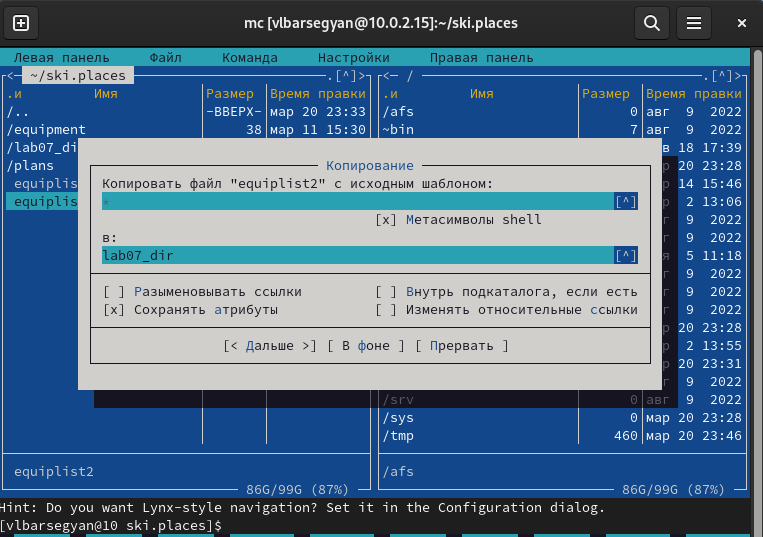 mc [vlbarsegyan@10.0.2.15]:~/ski.places
Левая панель Файл Команда Настройки Правая панель
<─ ~/ski.places .[^]> <─ / .[^]>
.и Имя Размер Время правки .и Имя Размер Время правки
/.. -ВВЕРХ- мар 20 23:33 /afs 0 авг 9 2022
/equipment 38 мар 11 15:30 ~bin 7 авг 9 2022
/lab07_di в 18 17:39
/plans р 20 23:28
equiplis р 14 15:46
equiplis р 2 13:06
Копирование
Копировать файл "equiplist2" с исходным шаблоном:
* [^]
[x] Метасимволы shell
в:
lab07_dir [^]
[ ] Разыменовывать ссылки [ ] Внутрь подкаталога, если есть
[x] Сохранять атрибуты [ ] Изменять относительные ссылки
[< Дальше >] [ В фоне ] [ Прервать ]
г 9 2022
г 9 2022
я 5 11:18
г 9 2022
г 9 2022
г 9 2022
р 20 23:28
р 2 13:55
р 20 23:31
г 9 2022
/srv 0 авг 9 2022
/sys 0 мар 20 23:28
/tmp 460 мар 20 23:46
equiplist2 /afs
86G/99G (87%) 86G/99G (87%)
Hint: Do you want Lynx-style navigation? Set it in the Configuration dialog.
[vlbarsegyan@10 ski.places]$